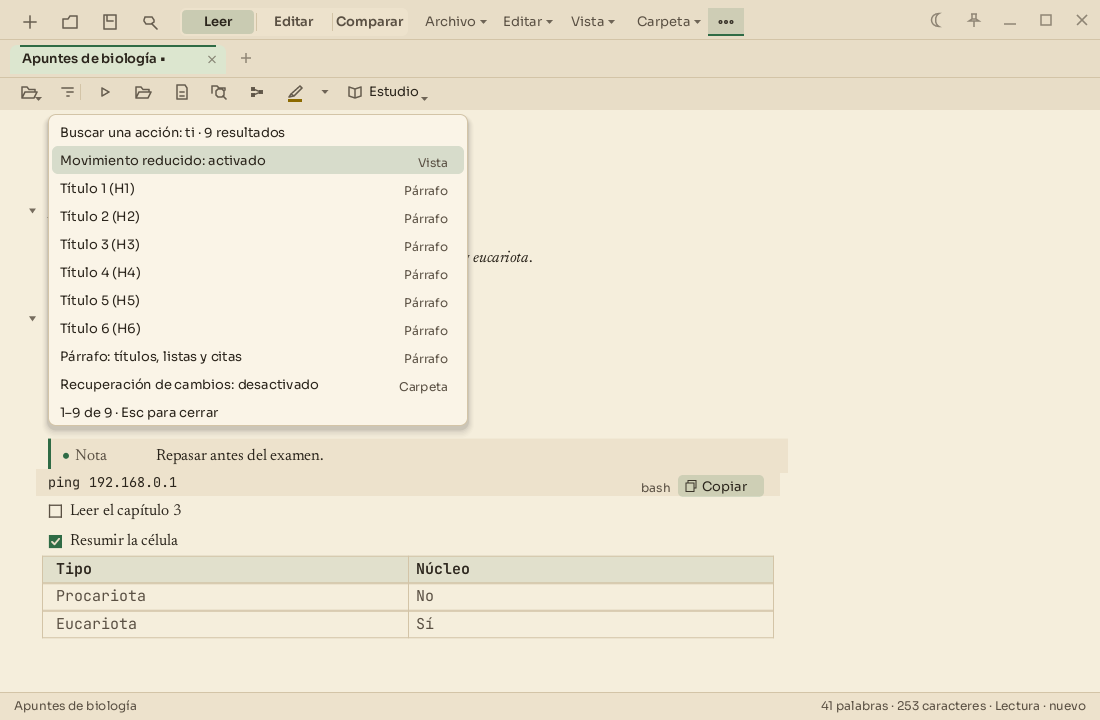 Leer Editar Comparar Archivo Editar Vista Carpeta
Apuntes de biología •
Estudio
Buscar una acción: ti · 9 resultados
Movimiento reducido: activado Vista
Título 1 (H1) Párrafo
Título 2 (H2) Párrafo
Título 3 (H3) Párrafo
y eucariota.
Título 4 (H4) Párrafo
Título 5 (H5) Párrafo
Título 6 (H6) Párrafo
Párrafo: títulos, listas y citas Párrafo
Recuperación de cambios: desactivado Carpeta
1–9 de 9 · Esc para cerrar
• Nota Repasar antes del examen.
ping 192.168.0.1 bash Copiar
Leer el capítulo 3
Resumir la célula
Tipo Núcleo
Procariota No
Eucariota Sí
Apuntes de biología 41 palabras · 253 caracteres · Lectura · nuevo